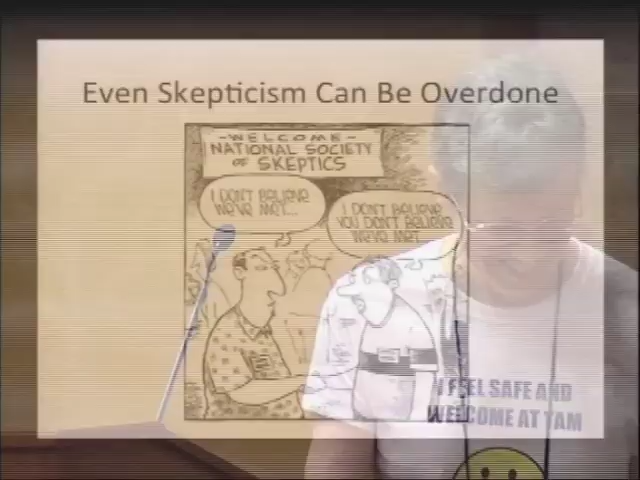 Even Skepticism Can Be Overdone
- WELCOME -
NATIONAL SOCIETY
OF SKEPTICS
I DON'T BELIEVE
WE'VE MET...
I DON'T BELIEVE
YOU DON'T BELIEVE
WE'VE MET...
I FEEL SAFE AND
WELCOME AT TAM